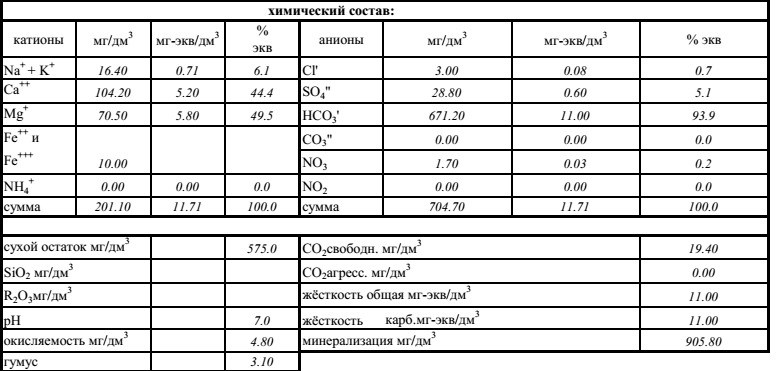 химический состав:
катионы мг/дм³ мг-экв/дм³ % экв анионы мг/дм³ мг-экв/дм³ % экв
Na⁺ + K⁺ 16.40 0.71 6.1 Cl' 3.00 0.08 0.7
Ca⁺⁺ 104.20 5.20 44.4 SO₄" 28.80 0.60 5.1
Mg⁺ 70.50 5.80 49.5 HCO₃' 671.20 11.00 93.9
Fe⁺⁺ и CO₃" 0.00 0.00 0.0
Fe⁺⁺⁺ 10.00 NO₃ 1.70 0.03 0.2
NH₄⁺ 0.00 0.00 0.0 NO₂ 0.00 0.00 0.0
сумма 201.10 11.71 100.0 сумма 704.70 11.71 100.0
сухой остаток мг/дм³ 575.0 CO₂свободн. мг/дм³ 19.40
SiO₂ мг/дм³ CO₂агресс. мг/дм³ 0.00
R₂O₃мг/дм³ жёсткость общая мг-экв/дм³ 11.00
pH 7.0 жёсткость карб.мг-экв/дм³ 11.00
окисляемость мг/дм³ 4.80 минерализация мг/дм³ 905.80
гумус 3.10